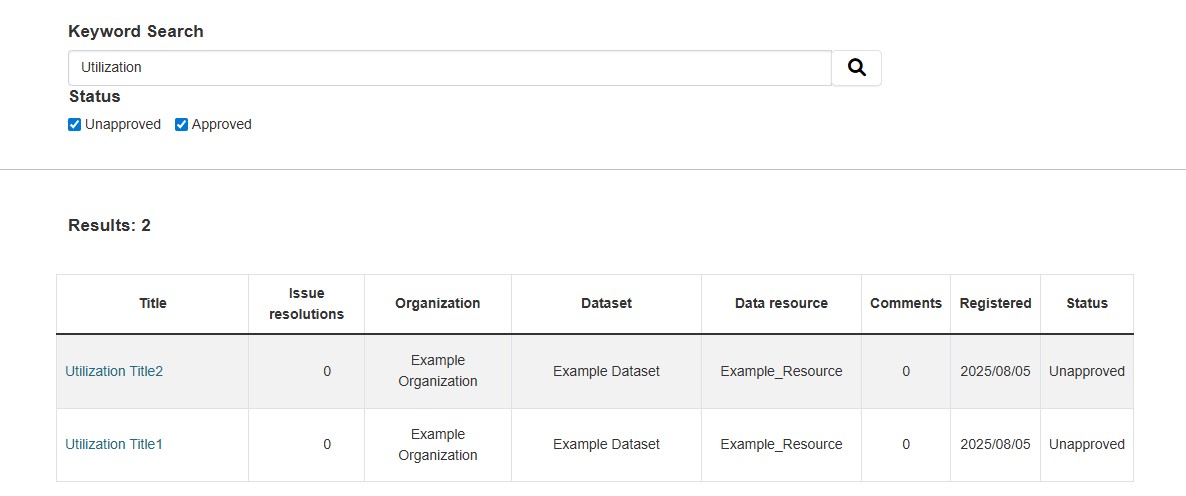 Keyword Search
Utilization
Status
Unapproved Approved
Results: 2
Title Issue resolutions Organization Dataset Data resource Comments Registered Status
Utilization Title2 0 Example Organization Example Dataset Example_Resource 0 2025/08/05 Unapproved
Utilization Title1 0 Example Organization Example Dataset Example_Resource 0 2025/08/05 Unapproved